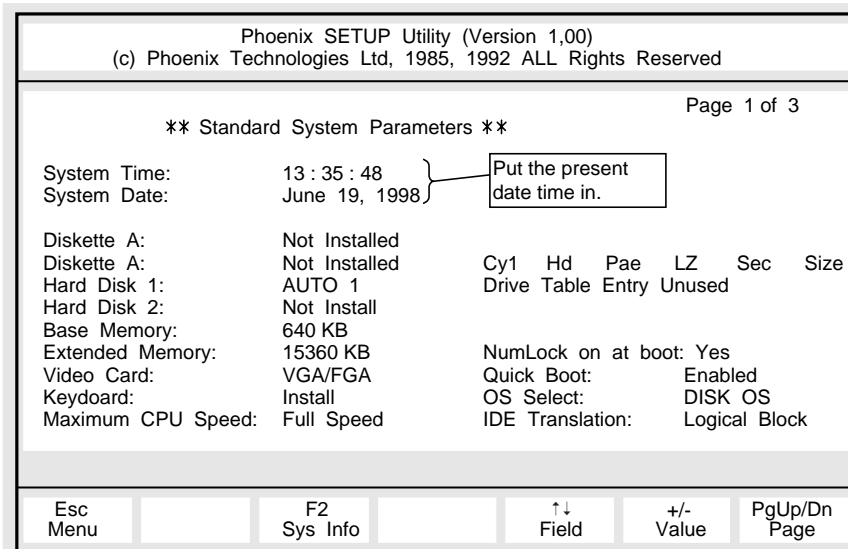 Phoenix SETUP Utility (Version 1,00)
(c) Phoenix Technologies Ltd, 1985, 1992 ALL Rights Reserved
Page 1 of 3
** Standard System Parameters **
System Time: 13 : 35 : 48
System Date: June 19, 1998
Put the present
date time in.
Diskette A: Not Installed
Diskette A: Not Installed Cy1 Hd Pae LZ Sec Size
Hard Disk 1: AUTO 1 Drive Table Entry Unused
Hard Disk 2: Not Install
Base Memory: 640 KB
Extended Memory: 15360 KB NumLock on at boot: Yes
Video Card: VGA/FGA Quick Boot: Enabled
Keydoard: Install OS Select: DISK OS
Maximum CPU Speed: Full Speed IDE Translation: Logical Block
Esc F2 ↑↓ +/- PgUp/Dn
Menu Sys Info Field Value Page